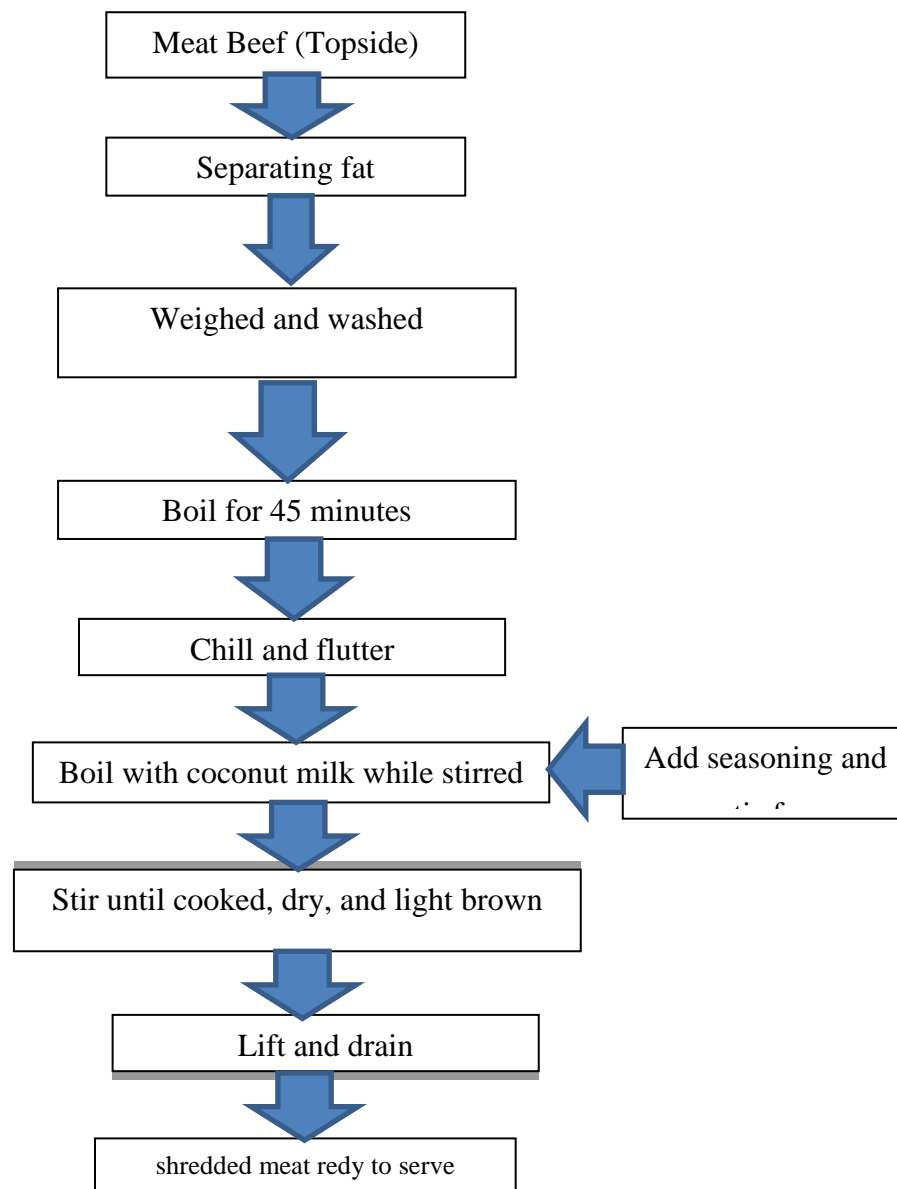 Meat Beef (Topside)
Separating fat
Weighed and washed
Boil for 45 minutes
Chill and flutter
Boil with coconut milk while stirred
Add seasoning and
Stir until cooked, dry, and light brown
Lift and drain
shredded meat redy to serve